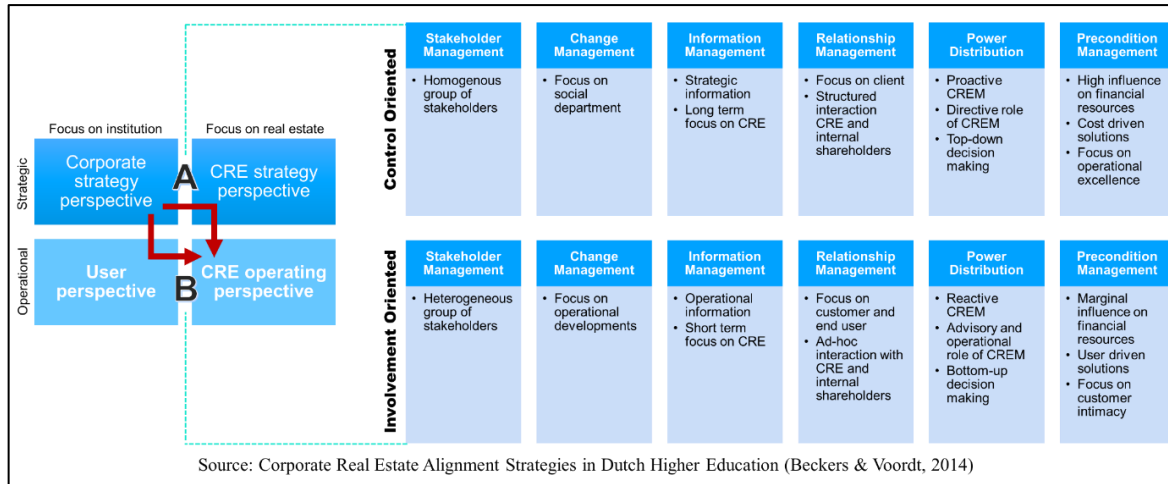 Focus on institution
Focus on real estate
Strategic
Operational
Corporate
strategy
perspective
A
CRE strategy
perspective
User
perspective
B
CRE operating
perspective
Control Oriented
Stakeholder
Management
• Homogenous
group of
stakeholders
Change
Management
• Focus on
social
department
Information
Management
• Strategic
information
• Long term
focus on CRE
Relationship
Management
• Focus on client
• Structured
interaction
CRE and
internal
shareholders
Power
Distribution
• Proactive
CREM
• Directive role
of CREM
• Top-down
decision
making
Precondition
Management
• High influence
on financial
resources
• Cost driven
solutions
• Focus on
operational
excellence
Involvement Oriented
Stakeholder
Management
• Heterogeneous
group of
stakeholders
Change
Management
• Focus on
operational
developments
Information
Management
• Operational
information
• Short term
focus on CRE
Relationship
Management
• Focus on
customer and
end user
• Ad-hoc
interaction with
CRE and
internal
shareholders
Power
Distribution
• Reactive
CREM
• Advisory and
operational
role of CREM
• Bottom-up
decision
making
Precondition
Management
• Marginal
influence on
financial
resources
• User driven
solutions
• Focus on
customer
intimacy
Source: Corporate Real Estate Alignment Strategies in Dutch Higher Education (Beckers & Voordt, 2014)